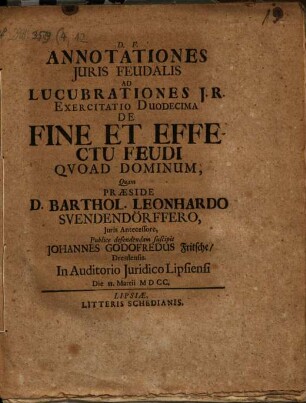 D. F.
ANNOTATIONES
JURIS FEUDALIS
AD
LUCUBRATIONES J. R.
EXERCITATIO DUODECIMA
DE
FINE ET EFFE-
CTU FEUDI
QVOAD DOMINUM,
Quam
PRÆSIDE
D. BARTHOL. LEONHARDO
SVENDENDÖRFFERO,
Juris Antecessore,
Publice defendendam suscipit
JOHANNES GODOFREDUS Fritsche/
Dresdensis.
In Auditorio Juridico Lipsiensi
Martii MDCC.
LIPSIÆ,
LITTERIS SCHEDIANIS.